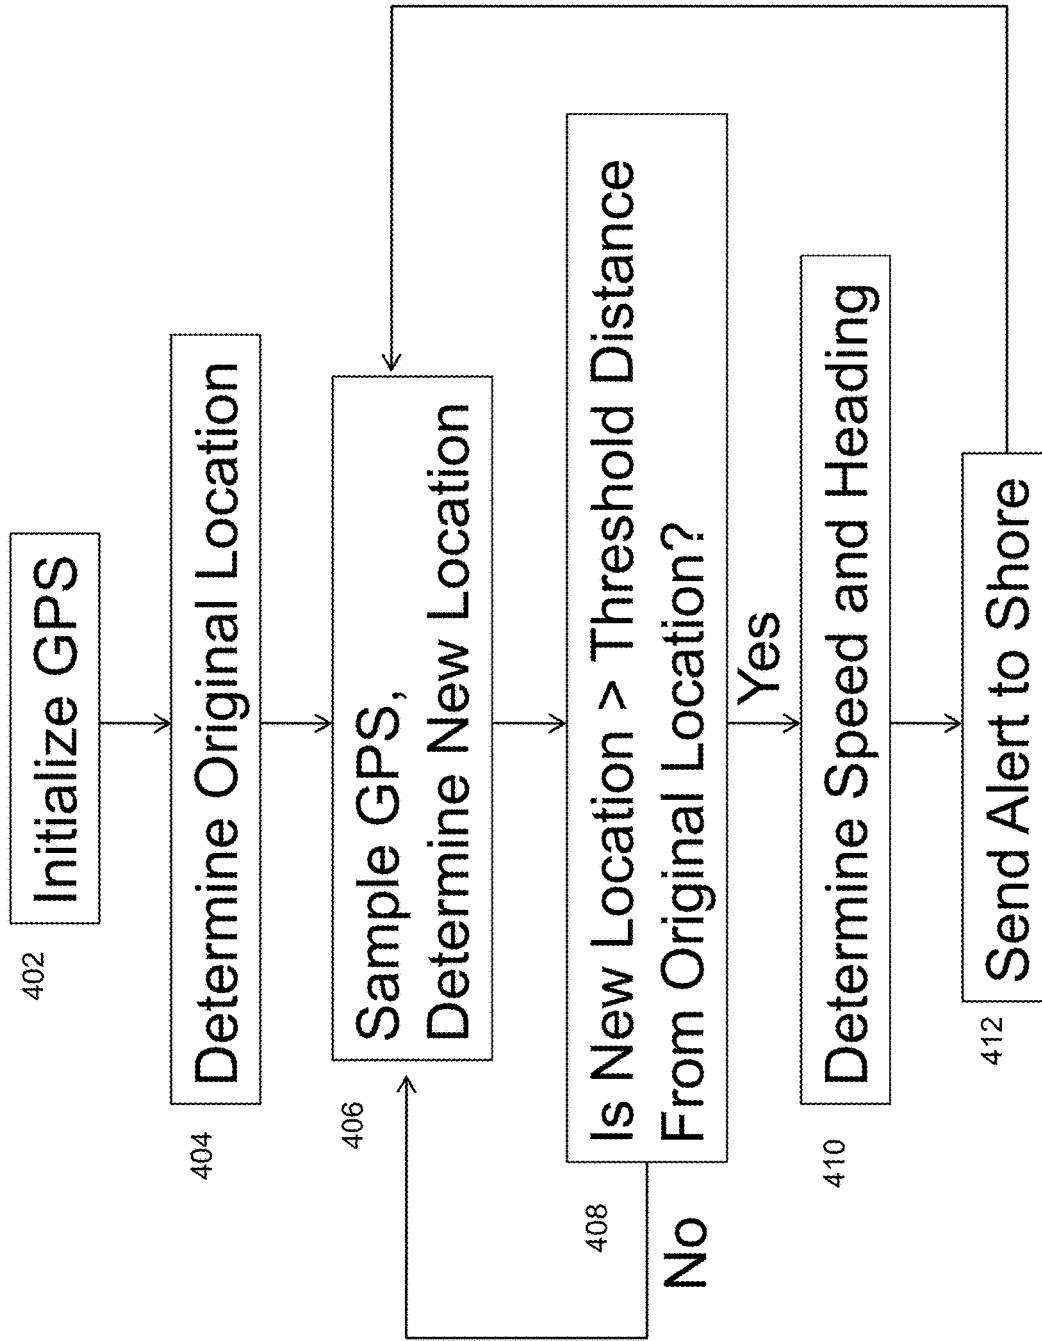 402
Initialize GPS
404
Determine Original Location
406
Sample GPS,
Determine New Location
408
Is New Location > Threshold Distance
From Original Location?
No
Yes
410
Determine Speed and Heading
412
Send Alert to Shore